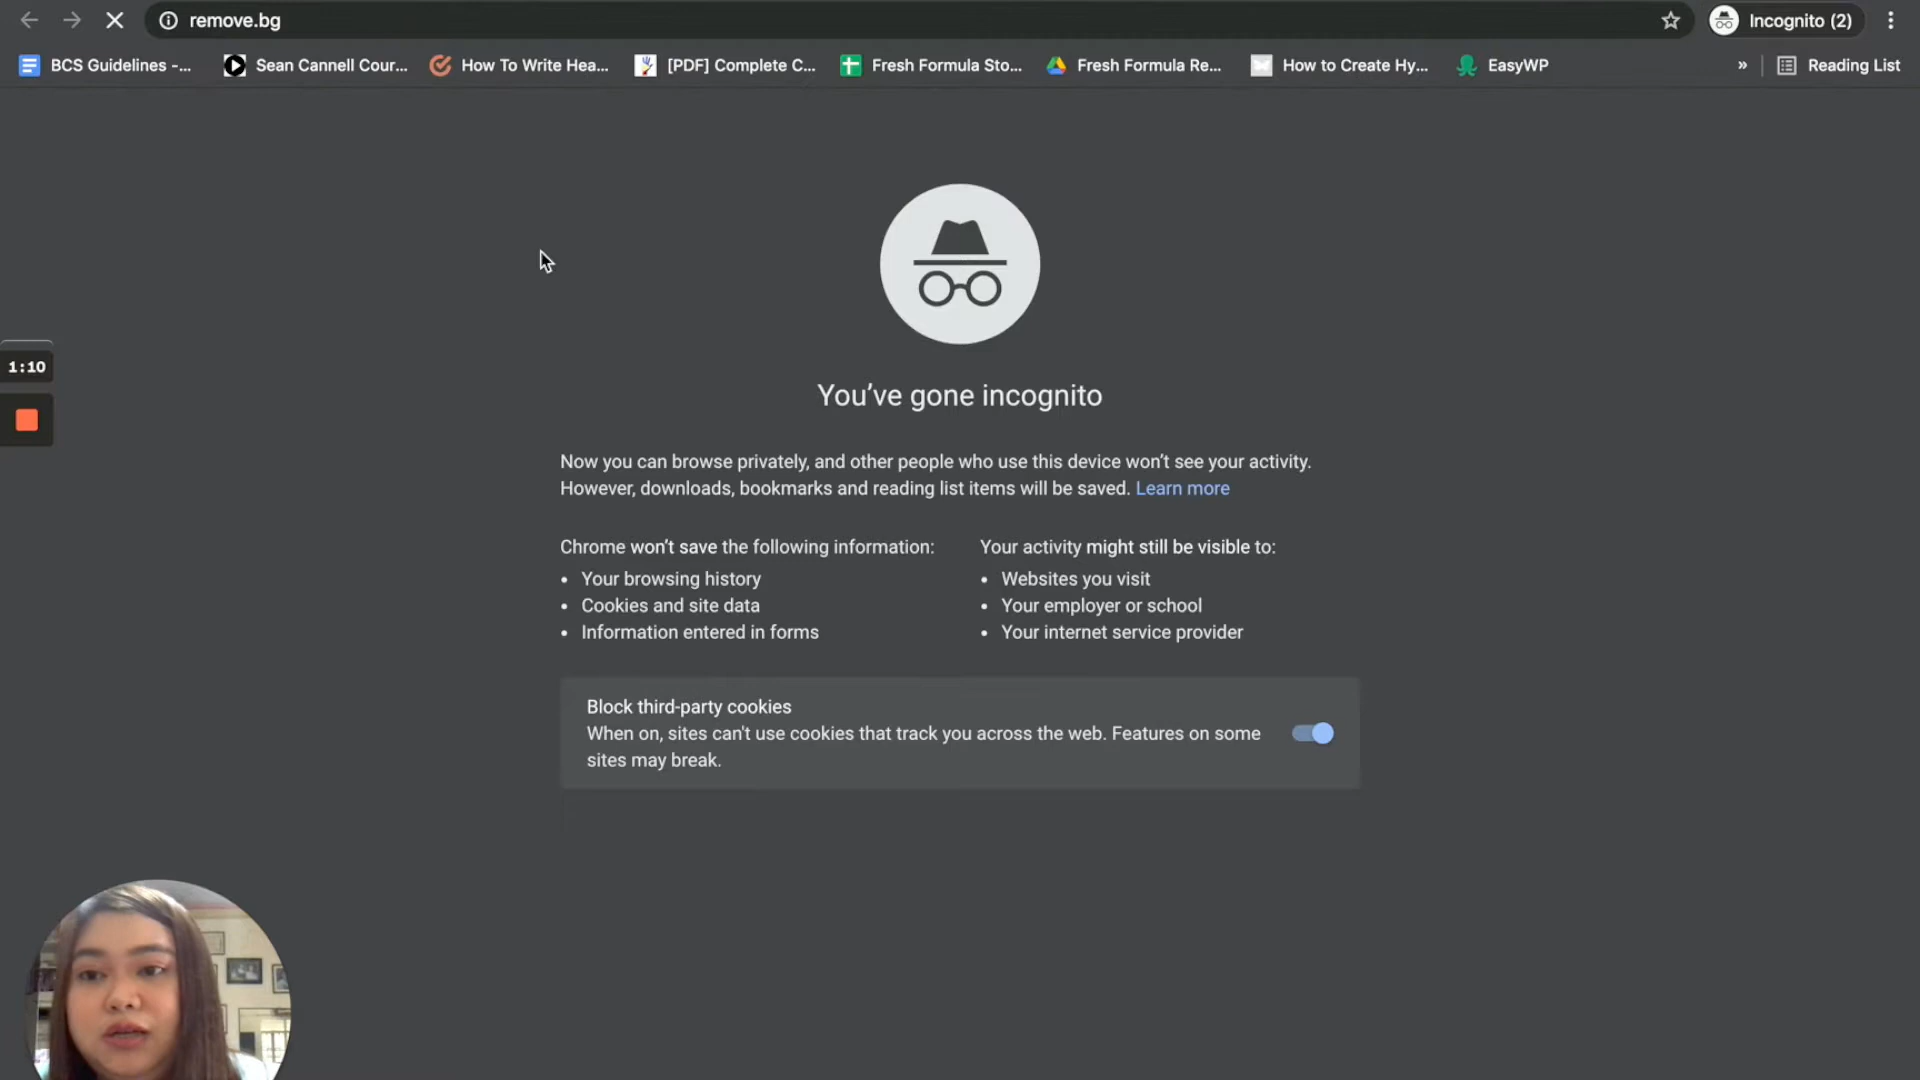 remove.bg
Incognito (2)
BCS Guidelines -...
Sean Cannell Cour...
How To Write Hea...
[PDF] Complete C...
Fresh Formula Sto...
Fresh Formula Re...
How to Create Hy...
EasyWP
»
Reading List
1:10
You've gone incognito
Now you can browse privately, and other people who use this device won't see your activity.
However, downloads, bookmarks and reading list items will be saved. Learn more
Chrome won't save the following information:
• Your browsing history
• Cookies and site data
• Information entered in forms
Your activity might still be visible to:
• Websites you visit
• Your employer or school
• Your internet service provider
Block third-party cookies
When on, sites can't use cookies that track you across the web. Features on some
sites may break.